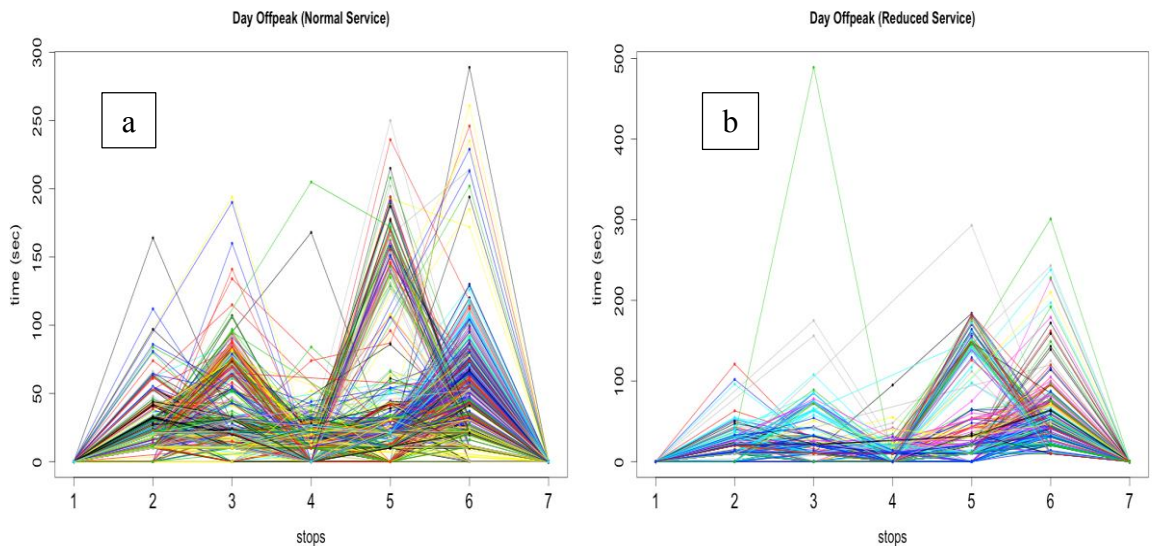 Day Offpeak (Normal Service)
300
250
200
150
100
50
0
time (sec)
a
1 2 3 4 5 6 7
stops
Day Offpeak (Reduced Service)
500
400
300
200
100
0
time (sec)
b
1 2 3 4 5 6 7
stops